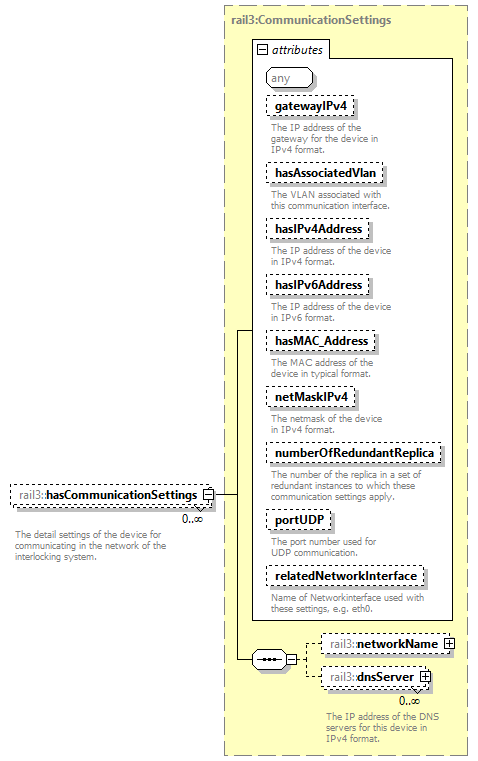 rail3:CommunicationSettings
attributes
any
gatewayIPv4
The IP address of the
gateway for the device in
IPv4 format.
hasAssociatedVlan
The VLAN associated with
this communication interface.
hasIPv4Address
The IP address of the device
in IPv4 format.
hasIPv6Address
The IP address of the device
in IPv6 format.
hasMAC_Address
The MAC address of the
device in typical format.
netMaskIPv4
The netmask of the device
in IPv4 format.
numberOfRedundantReplica
The number of the replica in a set of
redundant instances to which these
communication settings apply.
portUDP
The port number used for
UDP communication.
relatedNetworkInterface
Name of Networkinterface used with
these settings, e.g. eth0.
rail3::hasCommunicationSettings
0..∞
The detail settings of the device for
communicating in the network of the
interlocking system.
rail3::networkName
rail3::dnsServer
0..∞
The IP address of the DNS
servers for this device in
IPv4 format.